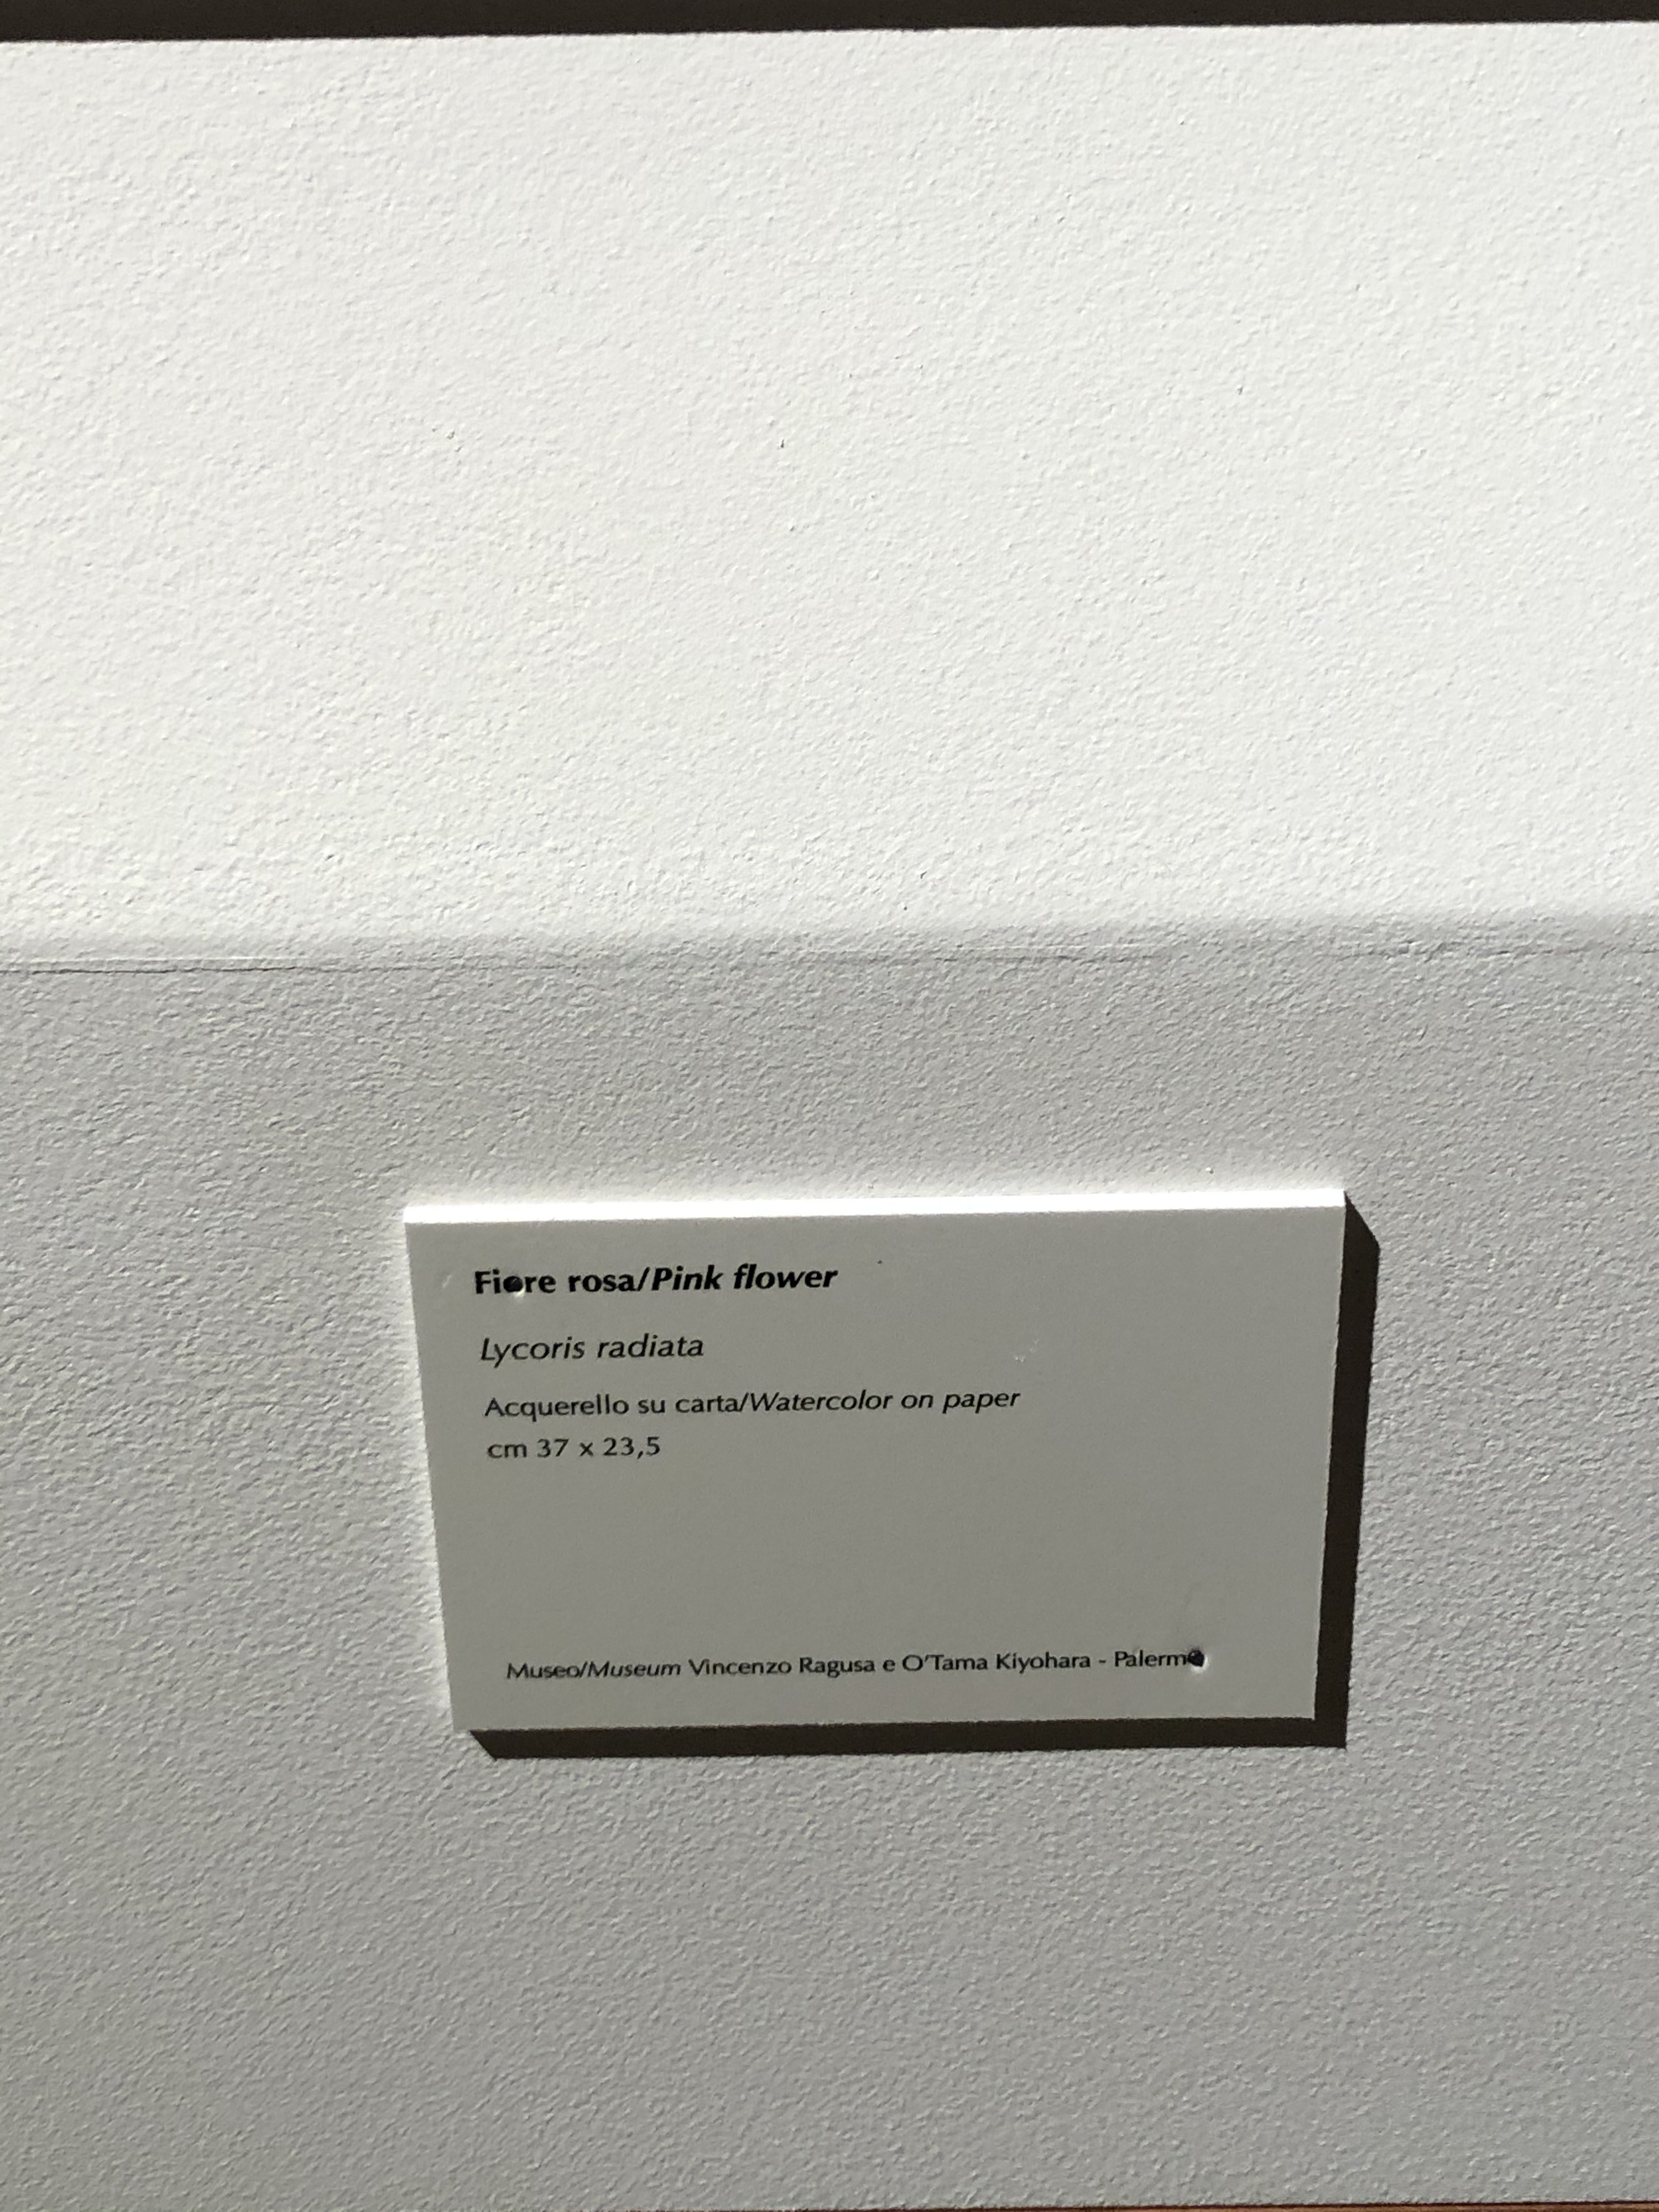 Fiore rosa/Pink flower
Lycoris radiata
Acquerello su carta/Watercolor on paper
cm 37 x 23,5
Museo/Museum Vincenzo Ragusa e O'Tama Kiyohara - Palermo